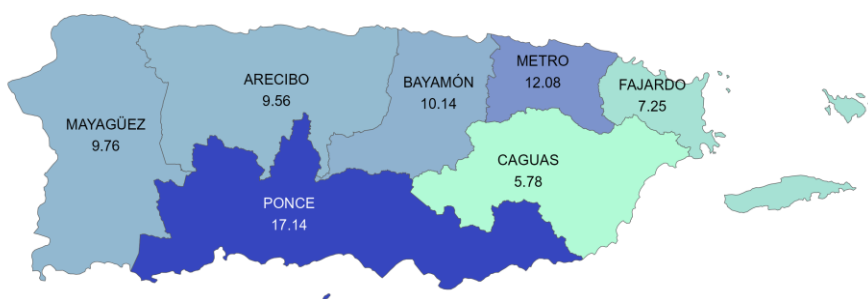 METRO
12.08
ARECIBO
9.56
BAYAMÓN
10.14
FAJARDO
7.25
MAYAGÜEZ
9.76
CAGUAS
5.78
PONCE
17.14